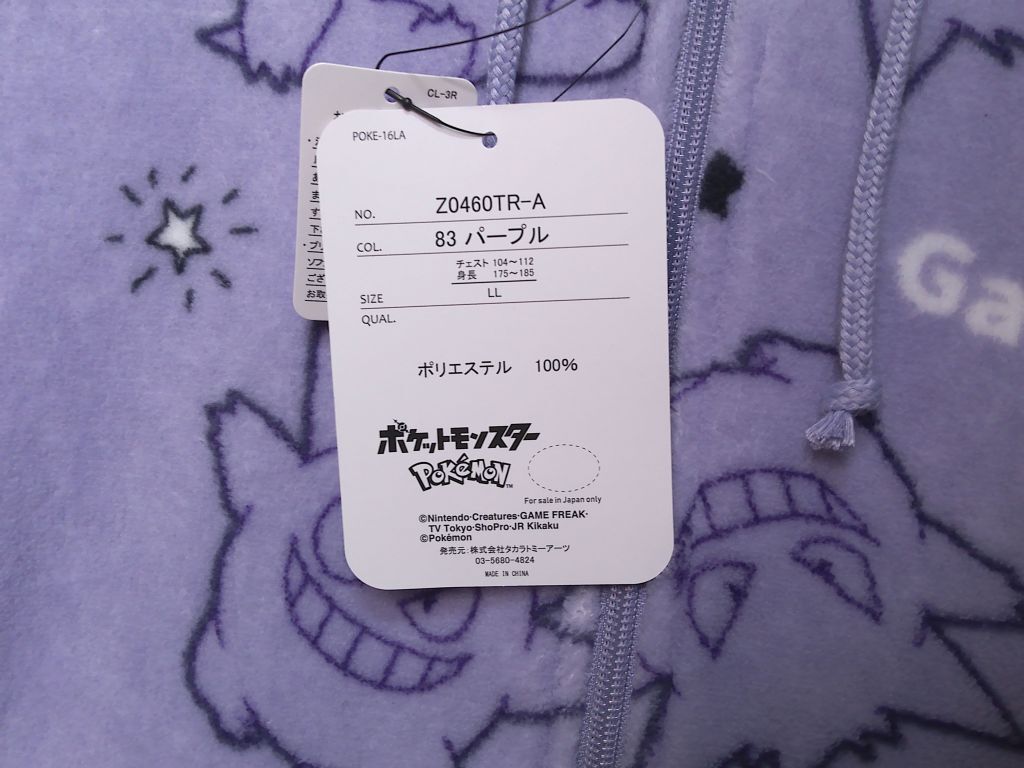 CL-3R
POKE-16LA
NO. Z0460TR-A
COL. 83 パープル
チェスト 104～112
身長 175～185
SIZE LL
QUAL.
ポリエステル 100%
ポケットモンスター
POKéMON™
For sale in Japan only
©Nintendo·Creatures·GAME FREAK·
TV Tokyo·ShoPro·JR Kikaku
©Pokémon
発売元：株式会社タカラトミーアーツ
03-5680-4824
MADE IN CHINA
Ga